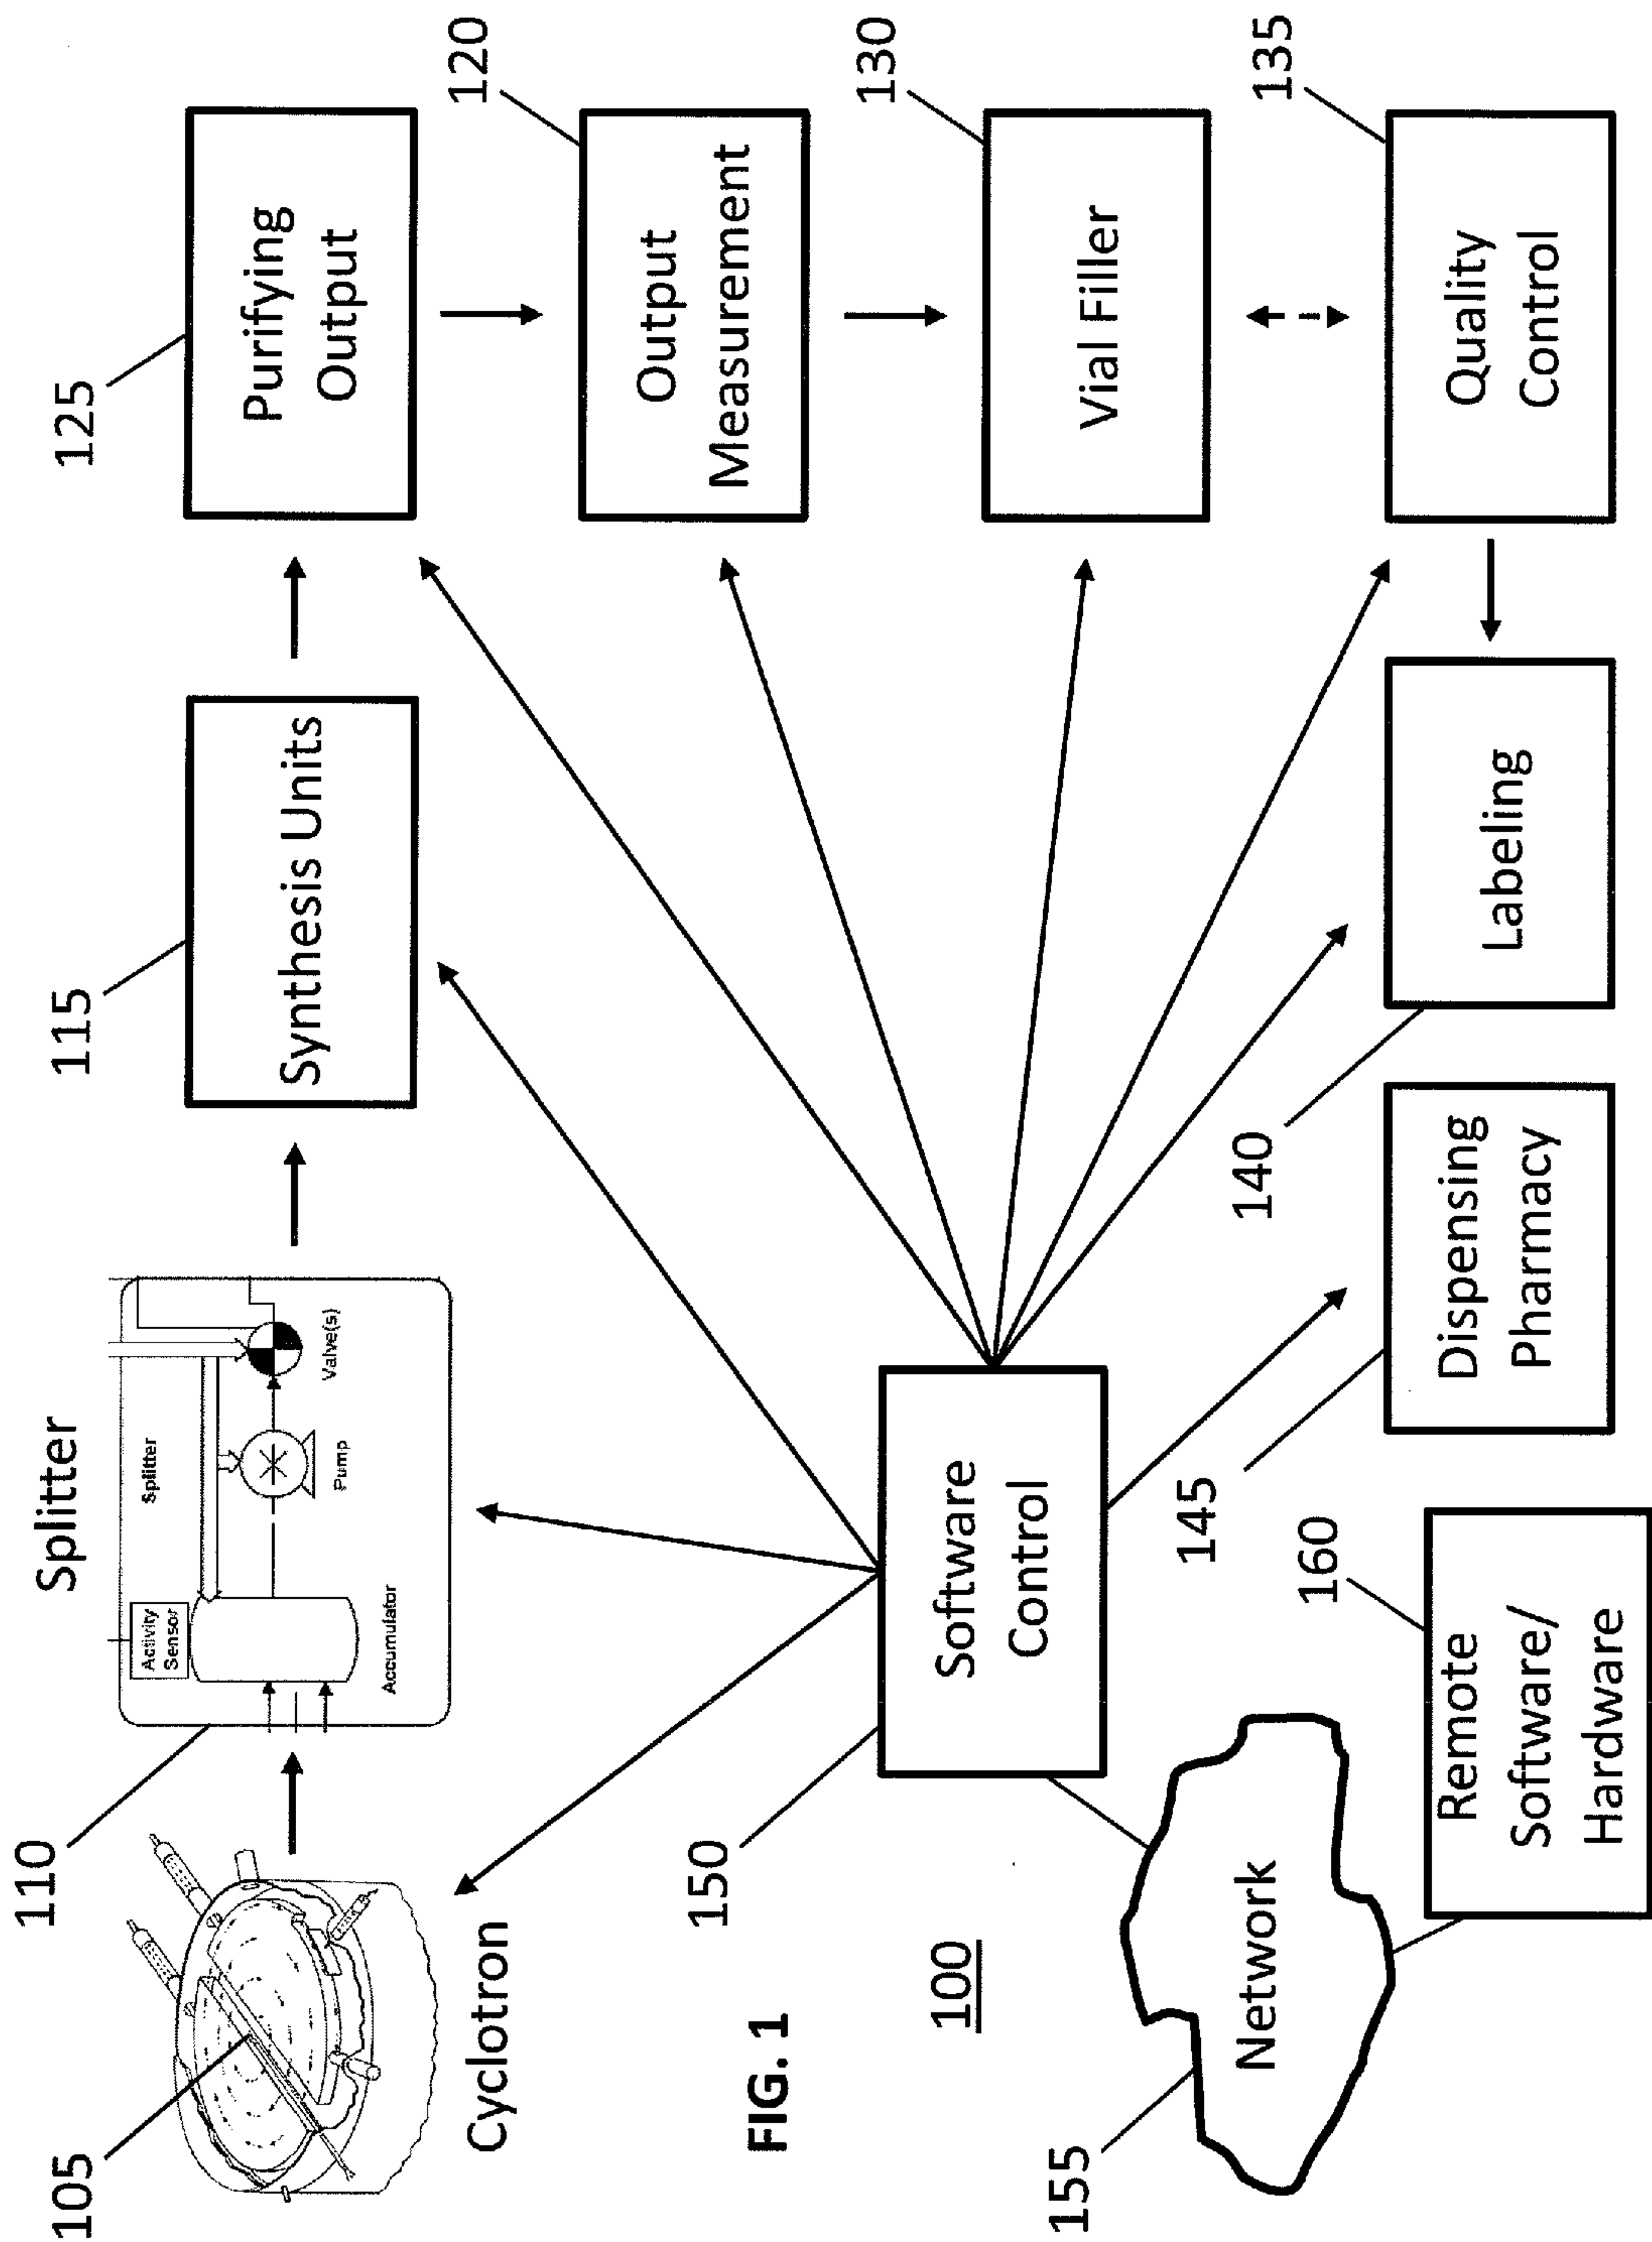 Splitter
110
115
125
105
Activity
Sensor
Splitter
Accumulator
Pump
Valve(s)
Synthesis Units
Purifying
Output
Cyclotron
120
Output
Measurement
FIG. 1
150
Software
Control
130
Vial Filler
100
155
Network
145
140
160
135
Remote
Software/
Hardware
Dispensing
Pharmacy
Labeling
Quality
Control